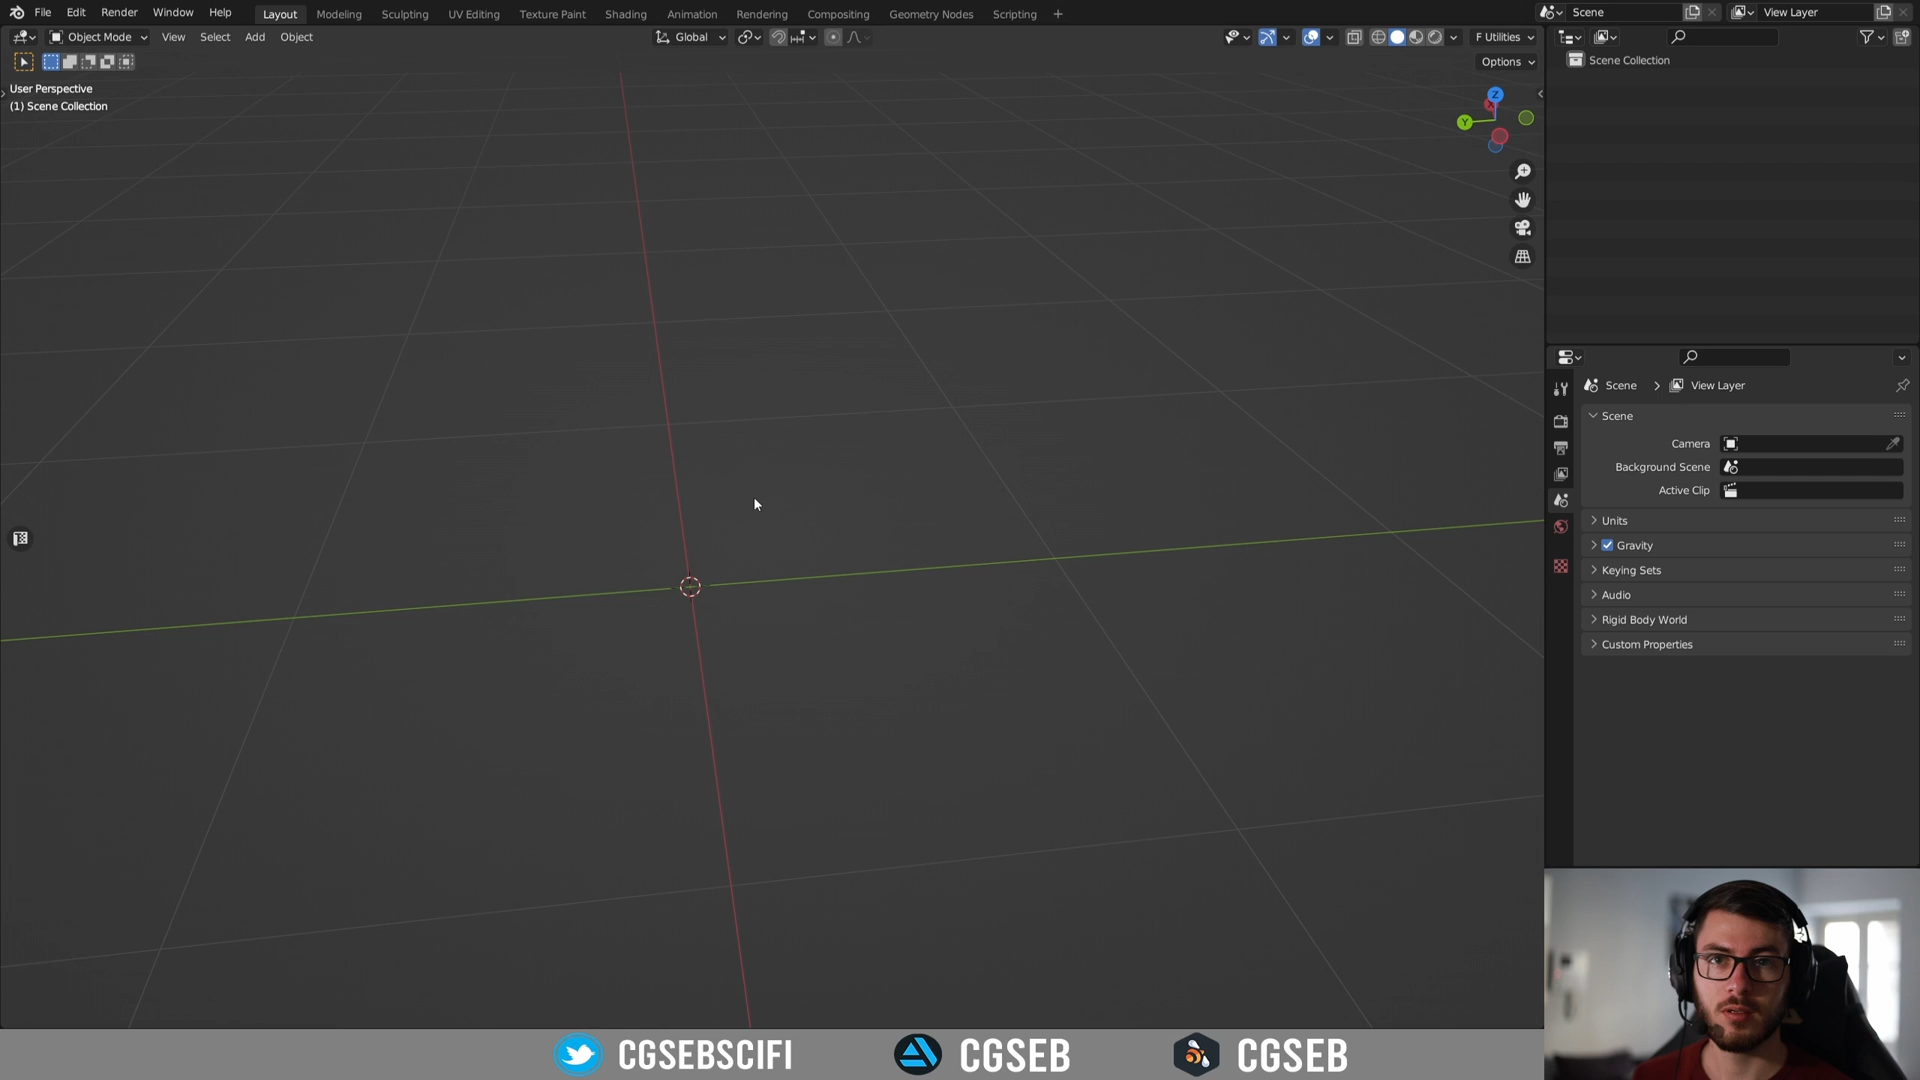 File Edit Render Window Help Layout Modeling Sculpting UV Editing Texture Paint Shading Animation Rendering Compositing Geometry Nodes Scripting + Scene View Layer
Object Mode View Select Add Object Global F Utilities
Options
Scene Collection
User Perspective
(1) Scene Collection
Z
X
Y
Scene > View Layer
Scene
Camera
Background Scene
Active Clip
Units
Gravity
Keying Sets
Audio
Rigid Body World
Custom Properties
CGSEBSCIFI CGSEB CGSEB